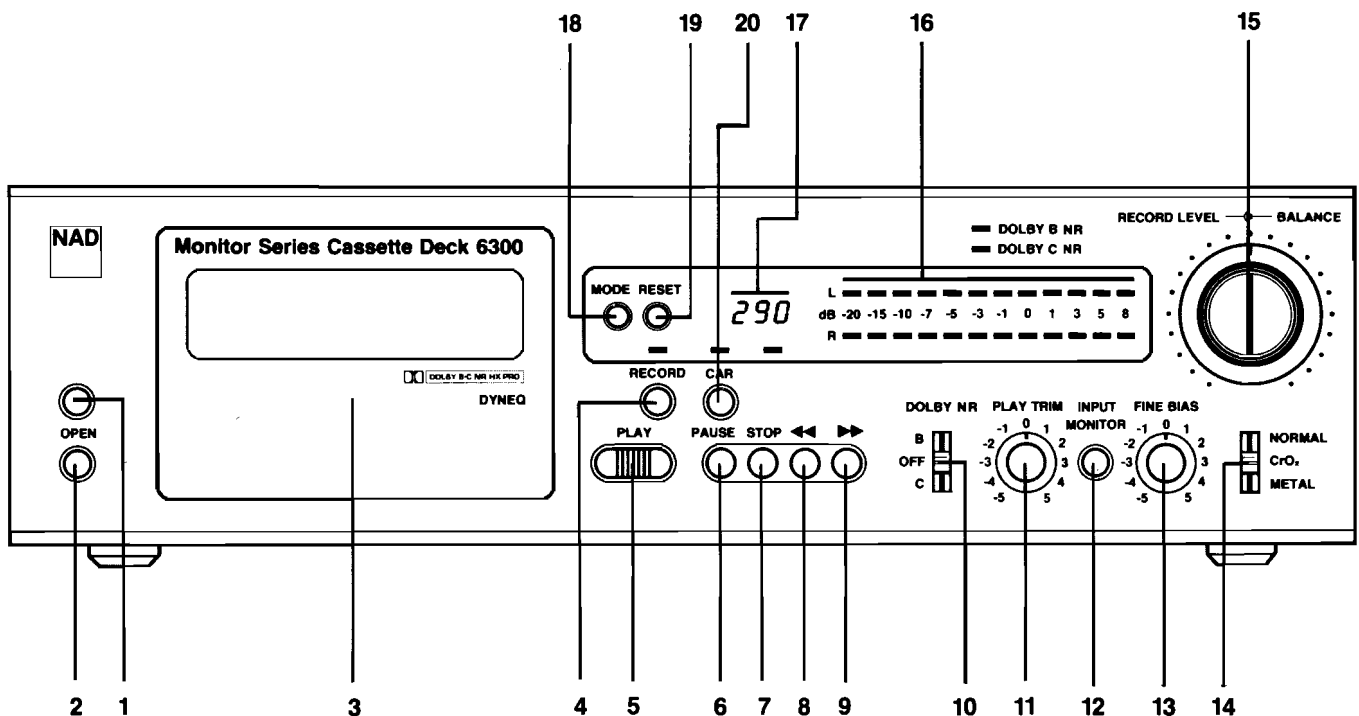 18 19 20 17 16 15
NAD
Monitor Series Cassette Deck 6300
DOLBY B·C NR HX PRO
DYNEQ
OPEN
MODE RESET
290
DOLBY B NR
DOLBY C NR
L
dB -20 -15 -10 -7 -5 -3 -1 0 1 3 5 8
R
RECORD LEVEL BALANCE
RECORD CAR
PLAY
PAUSE STOP ◀◀ ▶▶
DOLBY NR
B
OFF
C
PLAY TRIM
-5 -4 -3 -2 -1 0 1 2 3 4 5
INPUT
MONITOR
FINE BIAS
-5 -4 -3 -2 -1 0 1 2 3 4 5
NORMAL
CrO₂
METAL
2 1 3 4 5 6 7 8 9 10 11 12 13 14